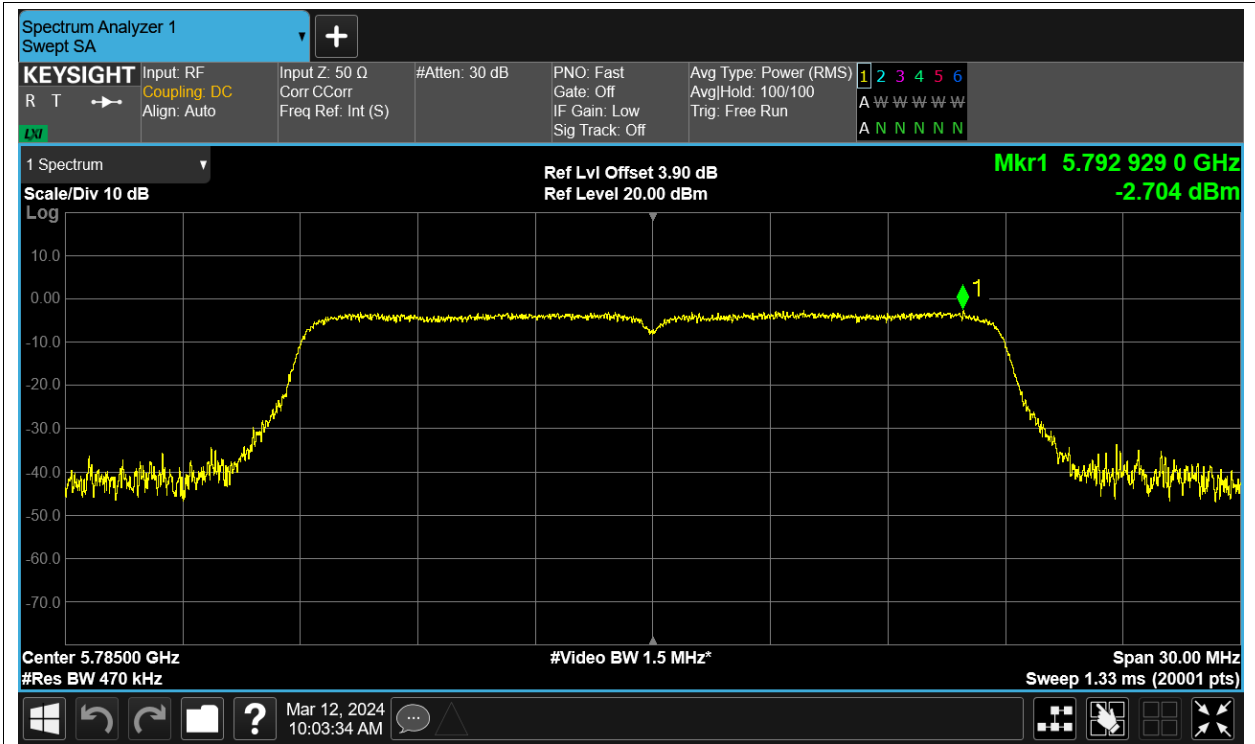 Spectrum Analyzer 1
Swept SA
KEYSIGHT
R T
LXI
Input: RF
Coupling: DC
Align: Auto
Input Z: 50 Ω
Corr CCorr
Freq Ref: Int (S)
#Atten: 30 dB
PNO: Fast
Gate: Off
IF Gain: Low
Sig Track: Off
Avg Type: Power (RMS)
Avg|Hold: 100/100
Trig: Free Run
1 2 3 4 5 6
A W W W W W
A N N N N N
1 Spectrum
Scale/Div 10 dB
Log
Ref Lvl Offset 3.90 dB
Ref Level 20.00 dBm
Mkr1 5.792 929 0 GHz
-2.704 dBm
10.0
0.00
-10.0
-20.0
-30.0
-40.0
-50.0
-60.0
-70.0
1
Center 5.78500 GHz
#Res BW 470 kHz
#Video BW 1.5 MHz*
Span 30.00 MHz
Sweep 1.33 ms (20001 pts)
?
Mar 12, 2024
10:03:34 AM